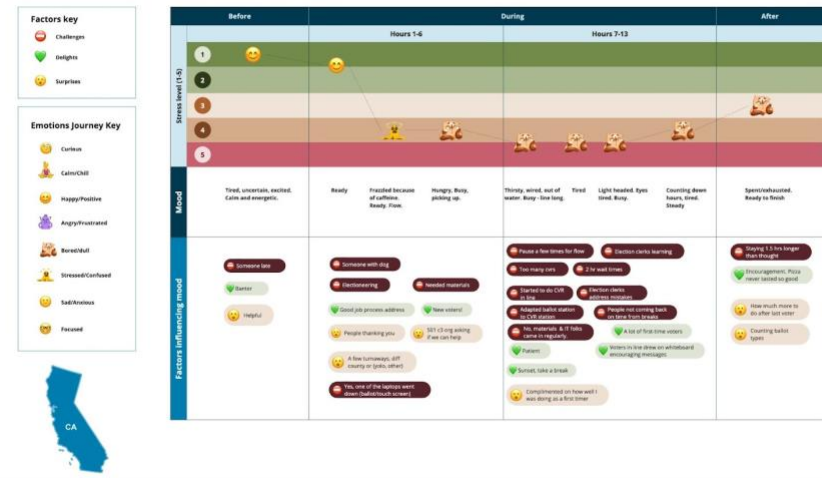 Factors key
Challenges
Delights
Surprises
Emotions Journey Key
Curious
Calm/Chill
Happy/Positive
Angry/Frustrated
Bored/dull
Stressed/Confused
Sad/Anxious
Focused
CA
Before
During
After
Hours 1-6
Hours 7-13
Stress level (1-5)
1
2
3
4
5
Mood
Tired, uncertain, excited.
Calm and energetic.
Ready
Frazzled because
of caffeine.
Ready. Flow.
Hungry, Busy,
picking up.
Thirsty, wired, out of
water. Busy - line long.
Tired
Light headed. Eyes
tired. Busy.
Counting down
hours, tired.
Steady
Spent/exhausted.
Ready to finish
Factors influencing mood
Someone late
Banter
Helpful
Someone with dog
Electioneering
Needed materials
Good job process address
New voters!
People thanking you
501 c3 org asking
if we can help
A few turnaways, diff
county or (yolo, other)
Yes, one of the laptops went
down (ballot/touch screen)
Pause a few times for flow
Election clerks learning
Too many cvrs
2 hr wait times
Started to do CVR
in line
Election clerks
address mistakes
Adapted ballot station
to CVR station
People not coming back
on time from breaks
No, materials & IT folks
came in regularly.
A lot of first-time voters
Patient
Voters in line drew on whiteboard
encouraging messages
Sunset, take a break
Complimented on how well I
was doing as a first timer
Staying 1.5 hrs longer
than thought
Encouragement. Pizza
never tasted so good
How much more to
do after last voter
Counting ballot
types